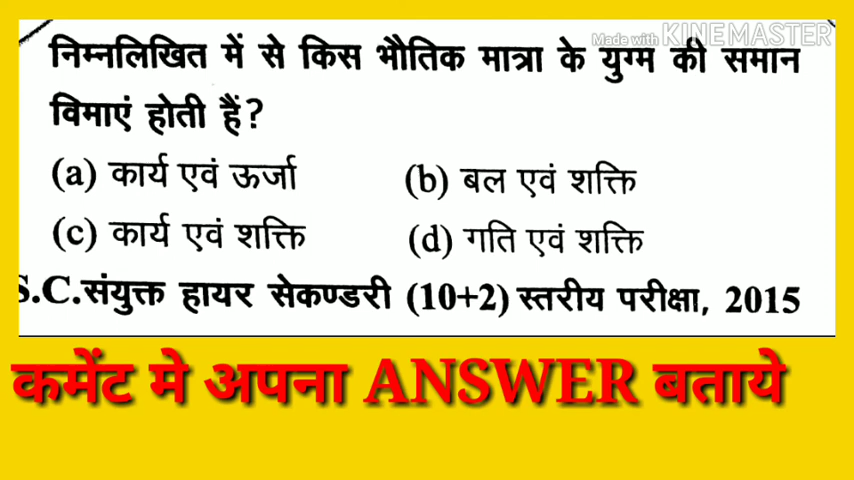 Made with KINEMASTER
निम्नलिखित में से किस भौतिक मात्रा के युग्म की समान
विमाएं होती हैं?
(a) कार्य एवं ऊर्जा (b) बल एवं शक्ति
(c) कार्य एवं शक्ति (d) गति एवं शक्ति
S.C.संयुक्त हायर सेकण्डरी (10+2) स्तरीय परीक्षा, 2015
कमेंट मे अपना ANSWER बताये